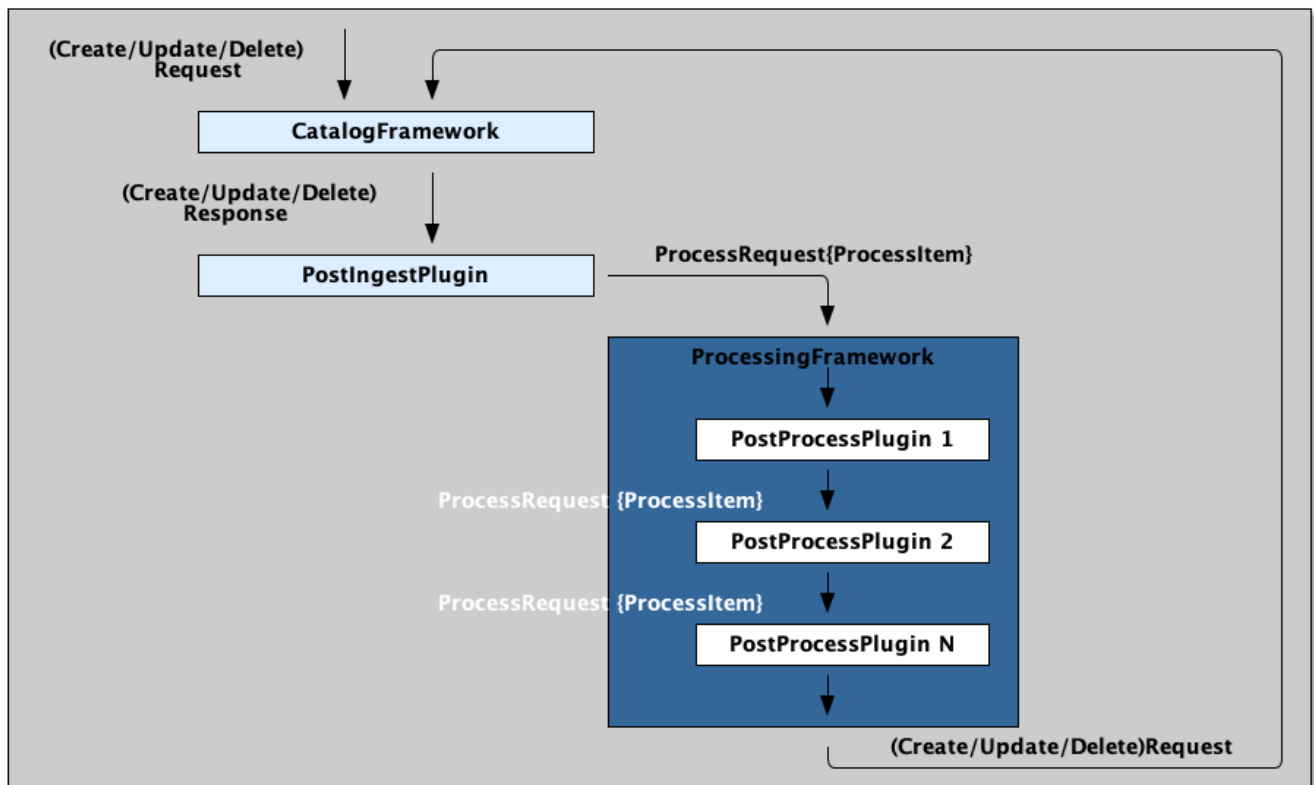 (Create/Update/Delete)
Request
CatalogFramework
(Create/Update/Delete)
Response
PostIngestPlugin
ProcessRequest{ProcessItem}
ProcessingFramework
PostProcessPlugin 1
ProcessRequest {ProcessItem}
PostProcessPlugin 2
ProcessRequest {ProcessItem}
PostProcessPlugin N
(Create/Update/Delete)Request